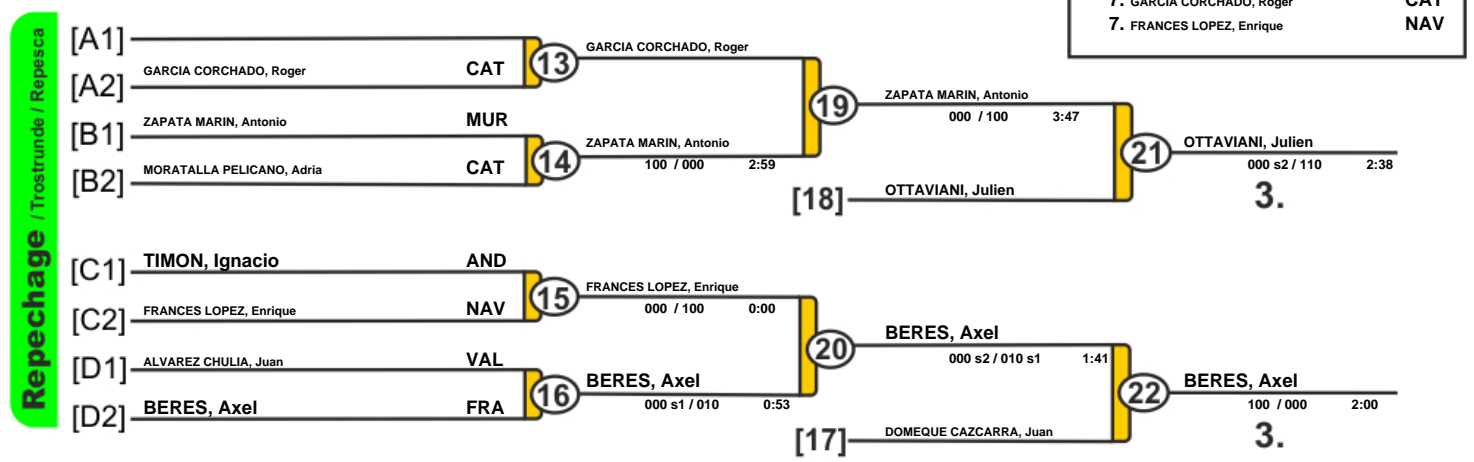 7. GARCIA CORCHADO, Roger CAT
7. FRANCES LOPEZ, Enrique NAV
Repechage / Trostrunde / Repesca
[A1]
GARCIA CORCHADO, Roger CAT
[A2]
13
GARCIA CORCHADO, Roger
[B1]
ZAPATA MARIN, Antonio MUR
[B2]
MORATALLA PELICANO, Adria CAT
14
ZAPATA MARIN, Antonio
100 / 000 2:59
19
ZAPATA MARIN, Antonio
000 / 100 3:47
[18]
OTTAVIANI, Julien
21
OTTAVIANI, Julien
000 s2 / 110 2:38
3.
[C1]
TIMON, Ignacio AND
[C2]
FRANCES LOPEZ, Enrique NAV
15
FRANCES LOPEZ, Enrique
000 / 100 0:00
[D1]
ALVAREZ CHULIA, Juan VAL
[D2]
BERES, Axel FRA
16
BERES, Axel
000 s1 / 010 0:53
20
BERES, Axel
000 s2 / 010 s1 1:41
[17]
DOMEQUE CAZCARRA, Juan
22
BERES, Axel
100 / 000 2:00
3.